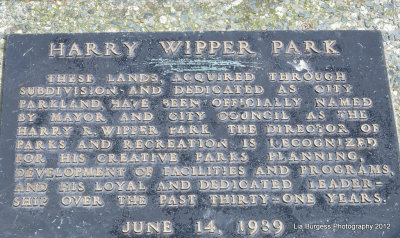 HARRY WIPPER PARK
THESE LANDS, ACQUIRED THROUGH
SUBDIVISION AND DEDICATED AS CITY
PARKLAND HAVE BEEN OFFICIALLY NAMED
BY MAYOR AND CITY COUNCIL AS THE
HARRY R. WIPPER PARK. THE DIRECTOR OF
PARKS AND RECREATION IS RECOGNIZED
FOR HIS CREATIVE PARKS PLANNING,
DEVELOPMENT OF FACILITIES AND PROGRAMS,
AND HIS LOYAL AND DEDICATED LEADER-
SHIP OVER THE PAST THIRTY-ONE YEARS.
JUNE 14, 1989
Lia Burgess Photography 2012